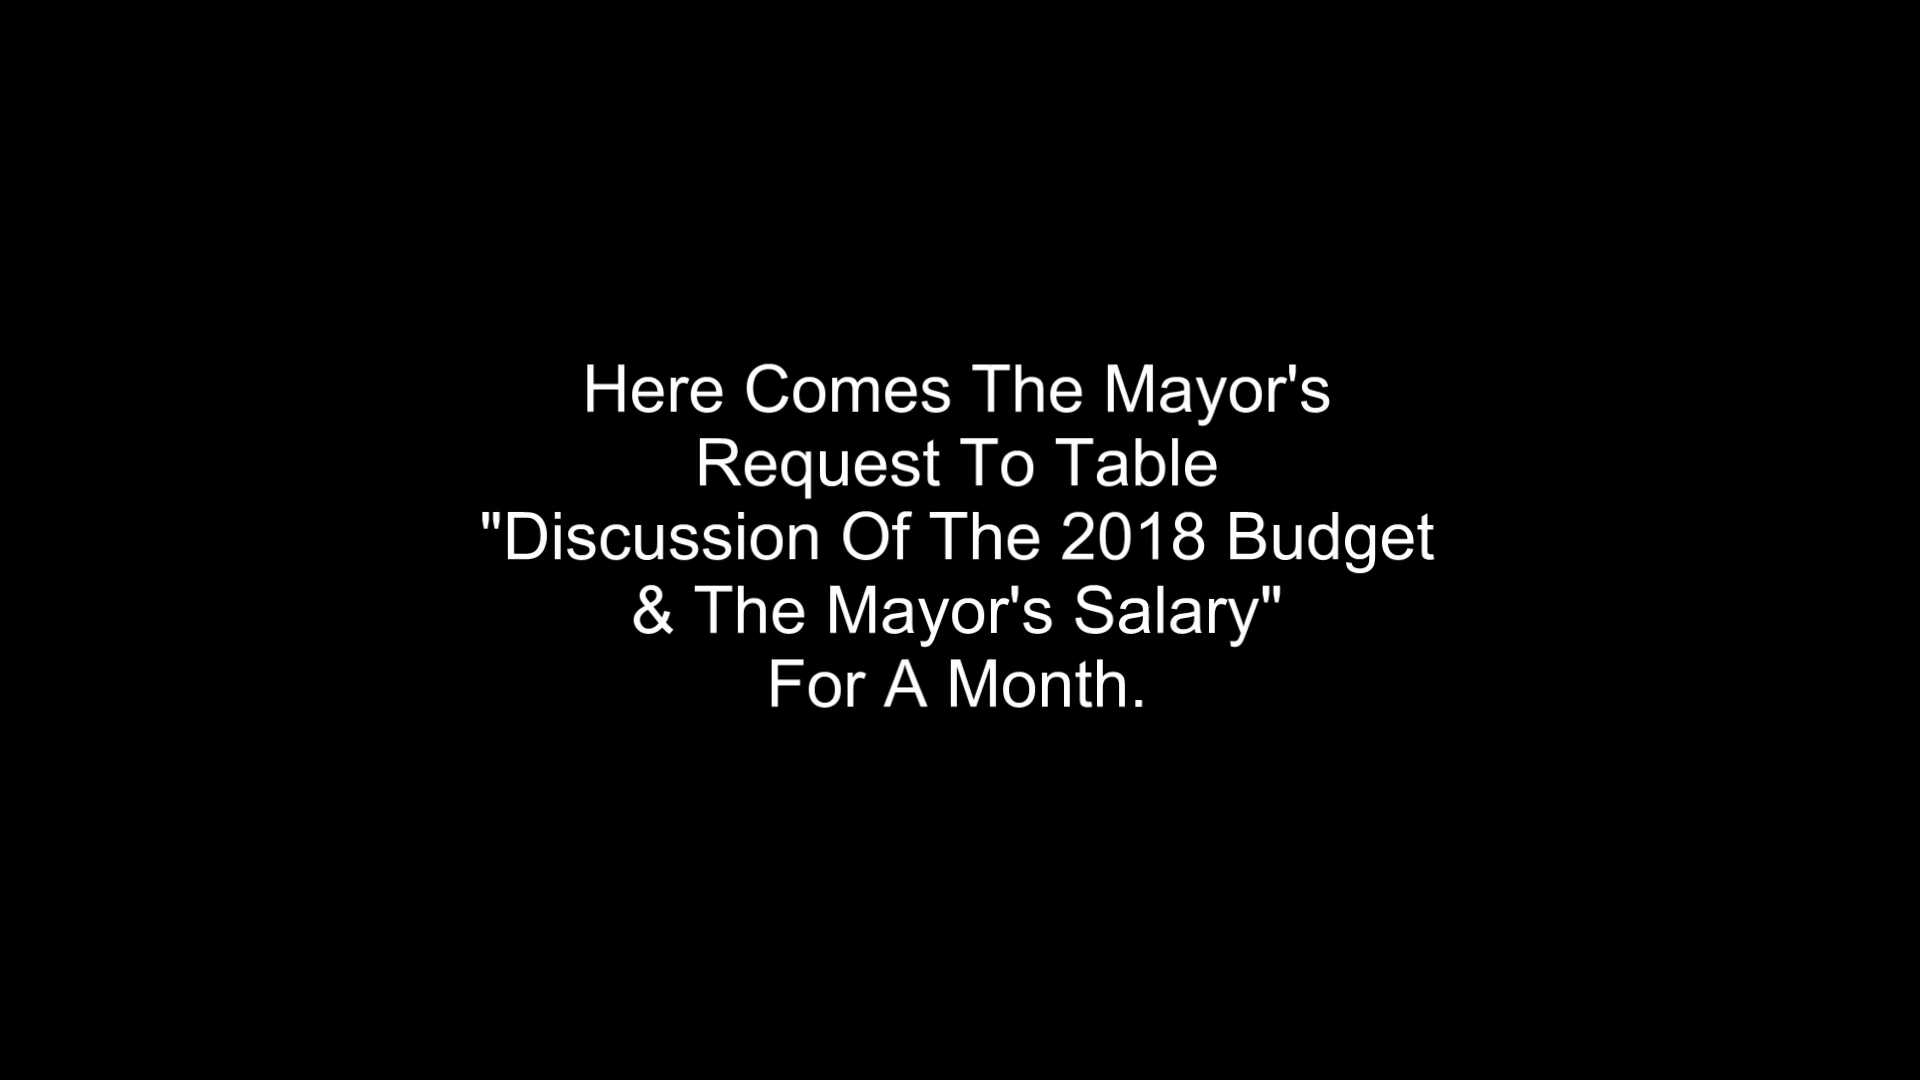 Here Comes The Mayor's
Request To Table
"Discussion Of The 2018 Budget
& The Mayor's Salary"
For A Month.